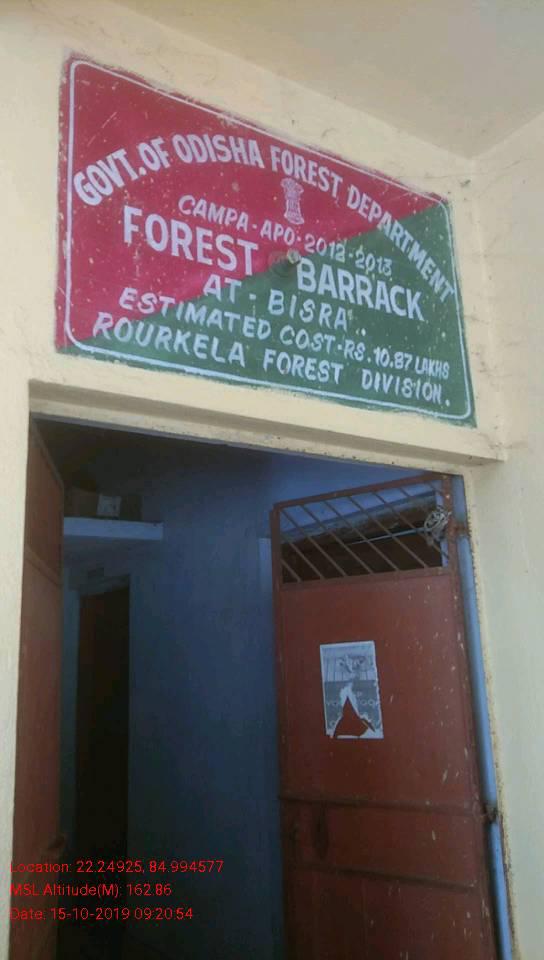 GOVT. OF ODISHA FOREST DEPARTMENT
CAMPA - APO - 2012 - 2013
FOREST BARRACK
AT - BISRA
ESTIMATED COST - RS. 10.87 LAKHS
ROURKELA FOREST DIVISION.
Location: 22.24925, 84.994577
MSL Altitude(M): 162.86
Date: 15-10-2019 09:20:54